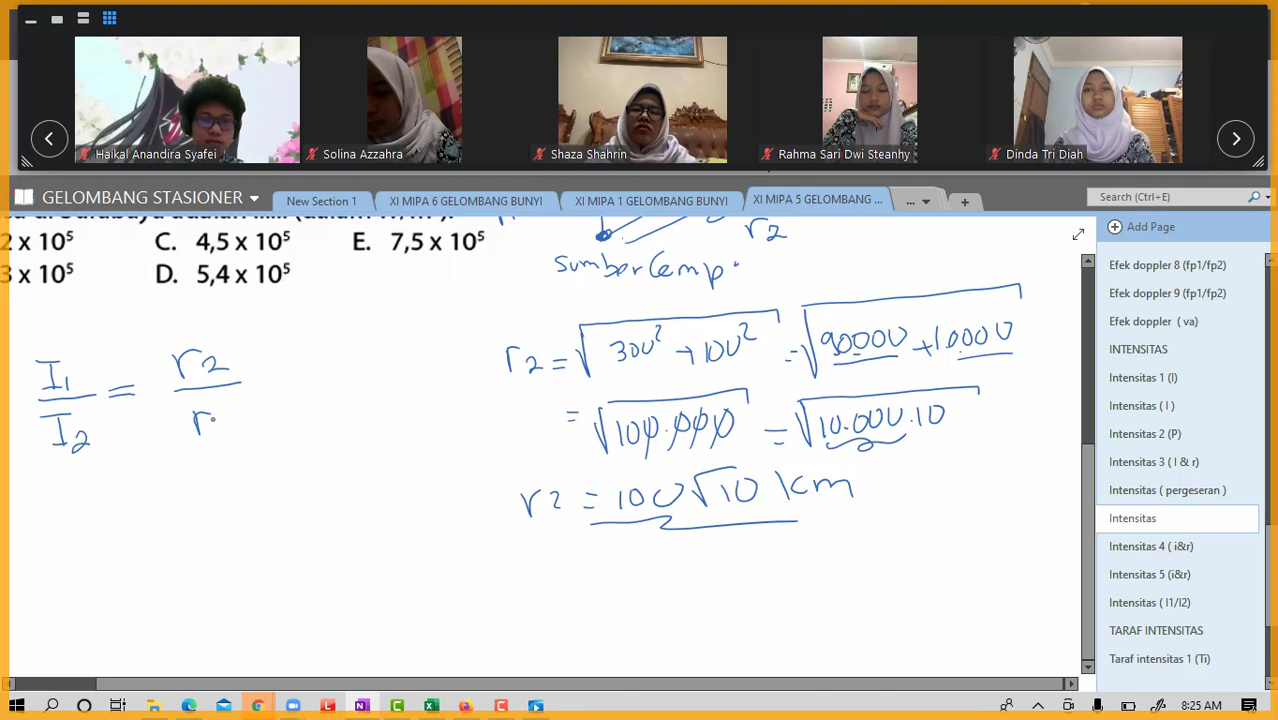 Haikal Anandira Syafei
Solina Azzahra
Shaza Shahrin
Rahma Sari Dwi Steanhy
Dinda Tri Diah
GELOMBANG STASIONER
New Section 1
XI MIPA 6 GELOMBANG BUNYI
XI MIPA 1 GELOMBANG BUNYI
XI MIPA 5 GELOMBANG ...
...
Search (Ctrl+E)
2 x 10⁵ C. 4,5 x 10⁵ E. 7,5 x 10⁵
3 x 10⁵ D. 5,4 x 10⁵
r2
sumber Gemp
r2 = √300² + 100² = √90000 + 10000
= √100.000 = √10.000.10
r2 = 100√10 km
I1/I2 = r2/r
Add Page
Efek doppler 8 (fp1/fp2)
Efek doppler 9 (fp1/fp2)
Efek doppler ( va)
INTENSITAS
Intensitas 1 (I)
Intensitas ( I )
Intensitas 2 (P)
Intensitas 3 ( I & r)
Intensitas ( pergeseran )
Intensitas
Intensitas 4 ( i&r)
Intensitas 5 (i&r)
Intensitas ( I1/I2)
TARAF INTENSITAS
Taraf intensitas 1 (Ti)
8:25 AM